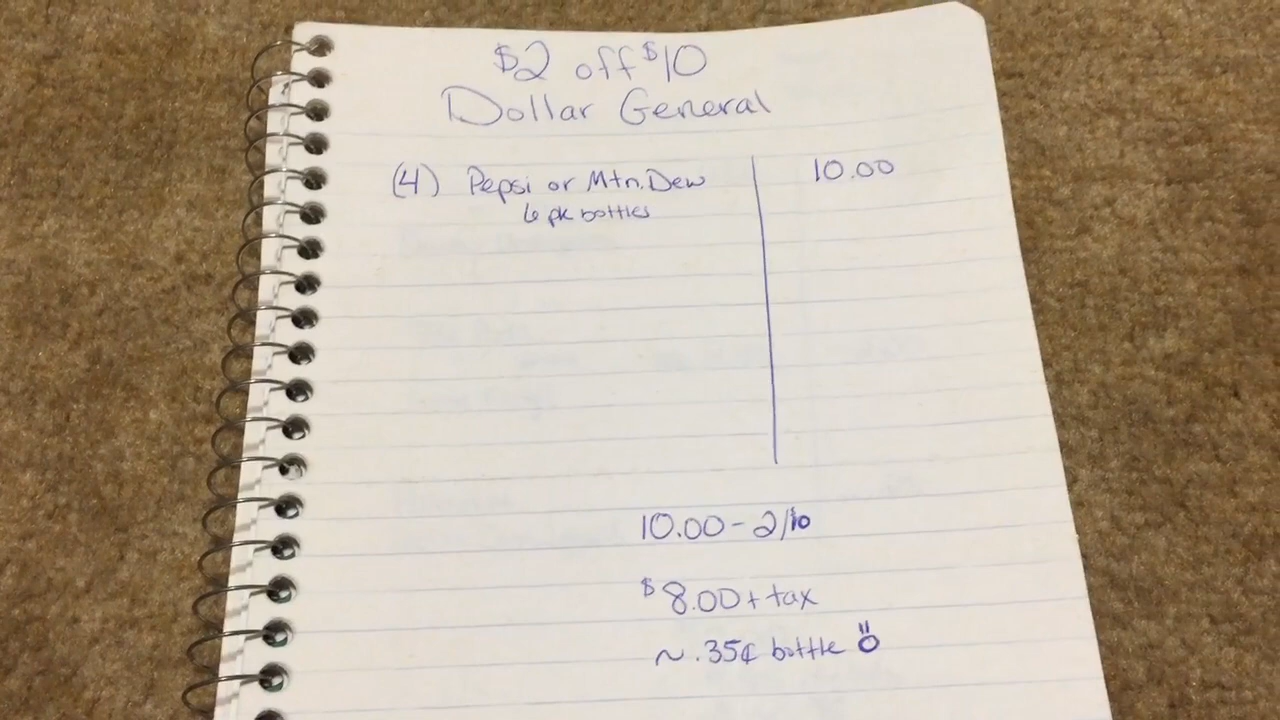 $2 off $10
Dollar General
(4) Pepsi or Mtn. Dew 10.00
6 pk bottles
10.00 - 2/10
$8.00 + tax
~ .35¢ bottle